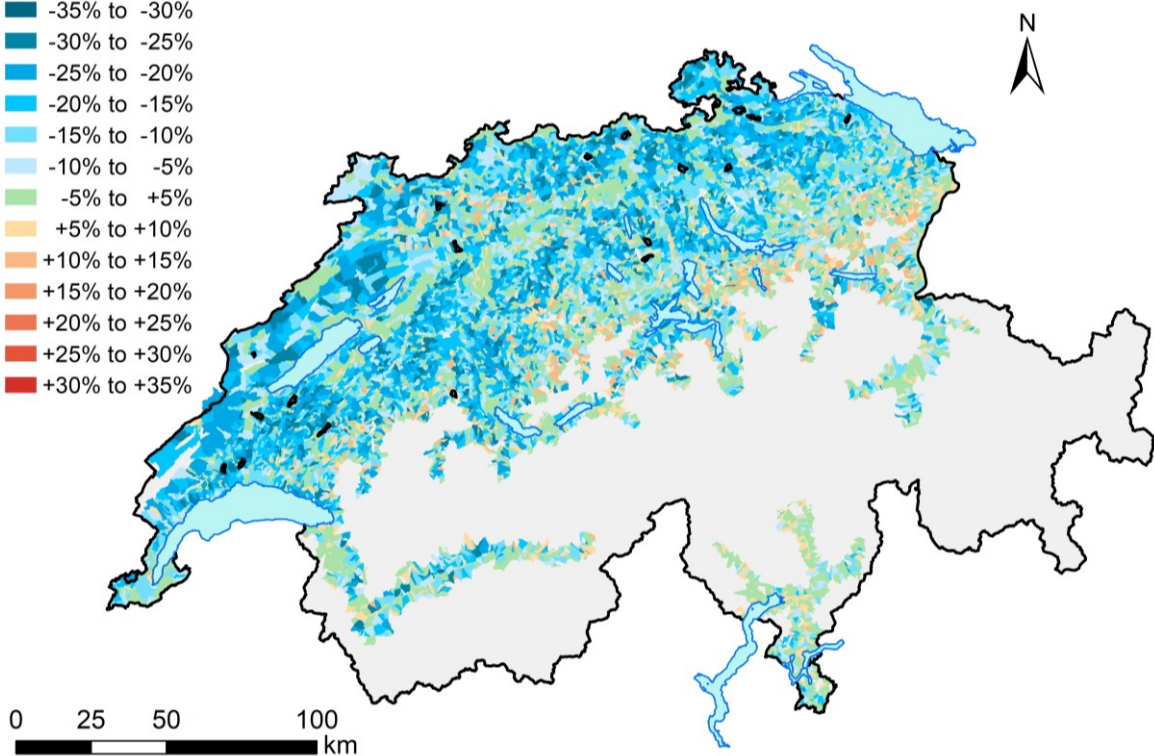 -35% to -30%
-30% to -25%
-25% to -20%
-20% to -15%
-15% to -10%
-10% to -5%
-5% to +5%
+5% to +10%
+10% to +15%
+15% to +20%
+20% to +25%
+25% to +30%
+30% to +35%
N
0 25 50 100
km